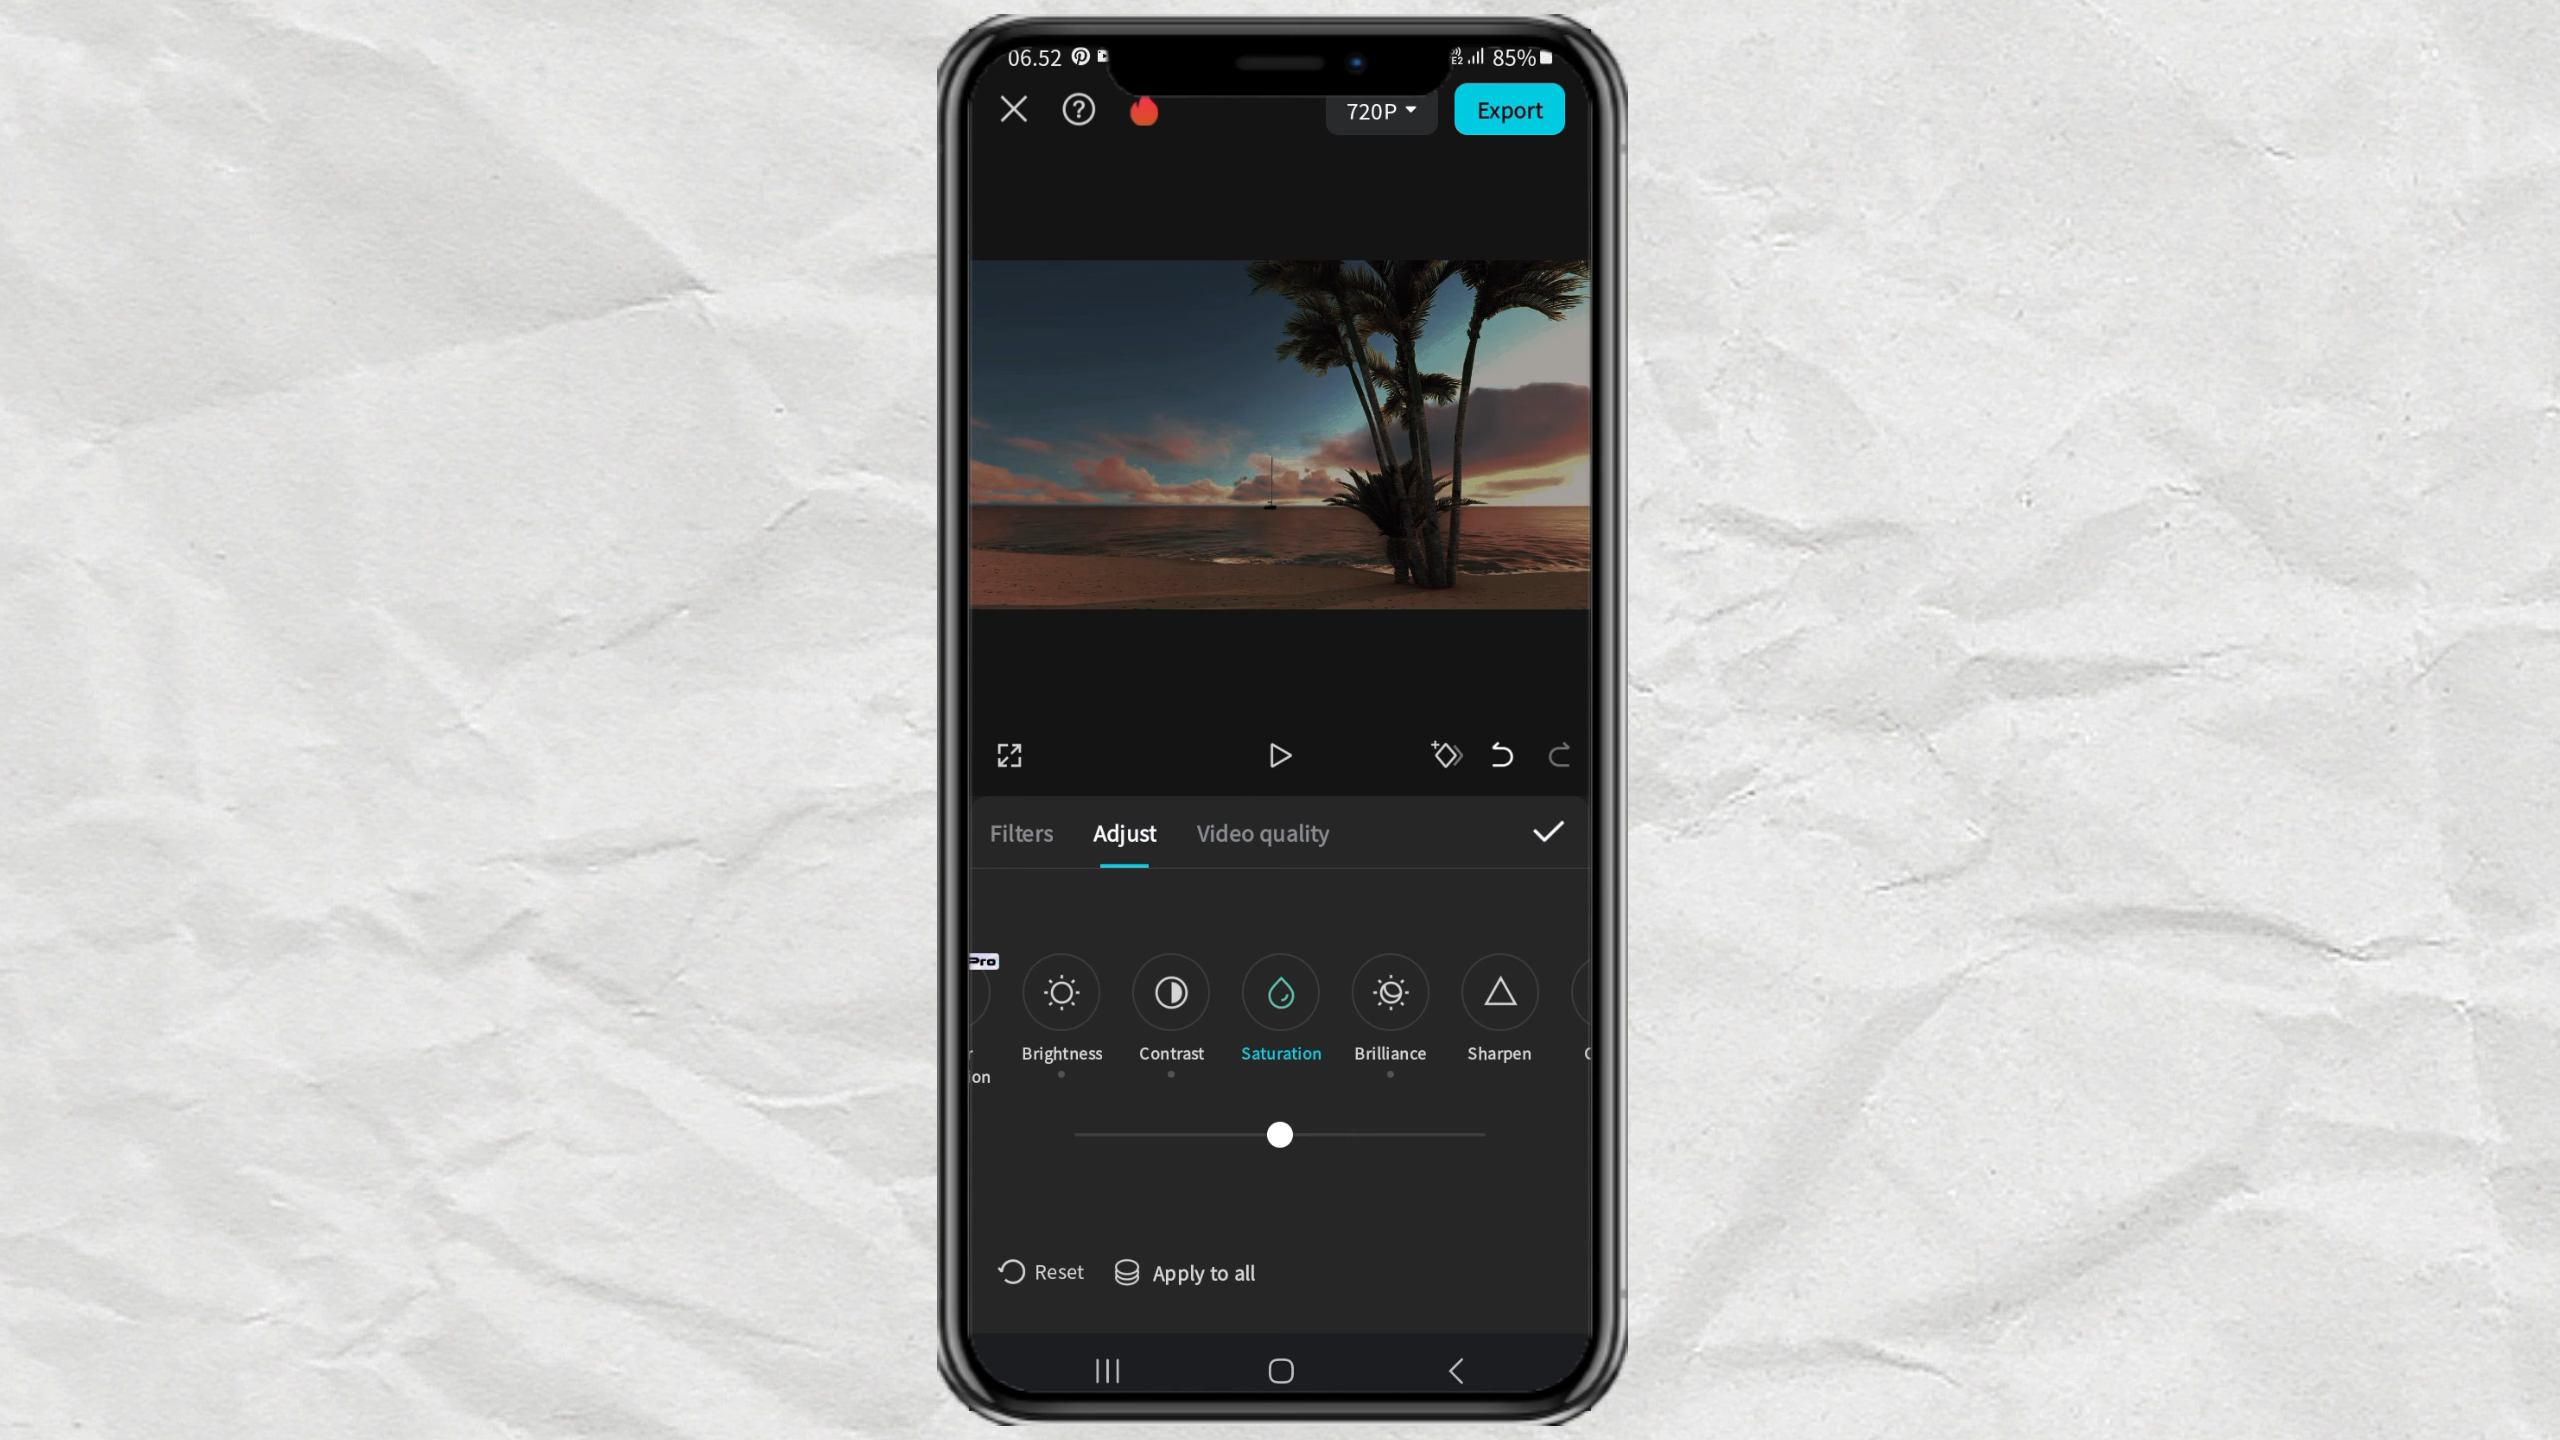 06.52 85%
720P Export
Filters Adjust Video quality
Pro
Brightness Contrast Saturation Brilliance Sharpen
on
Reset Apply to all